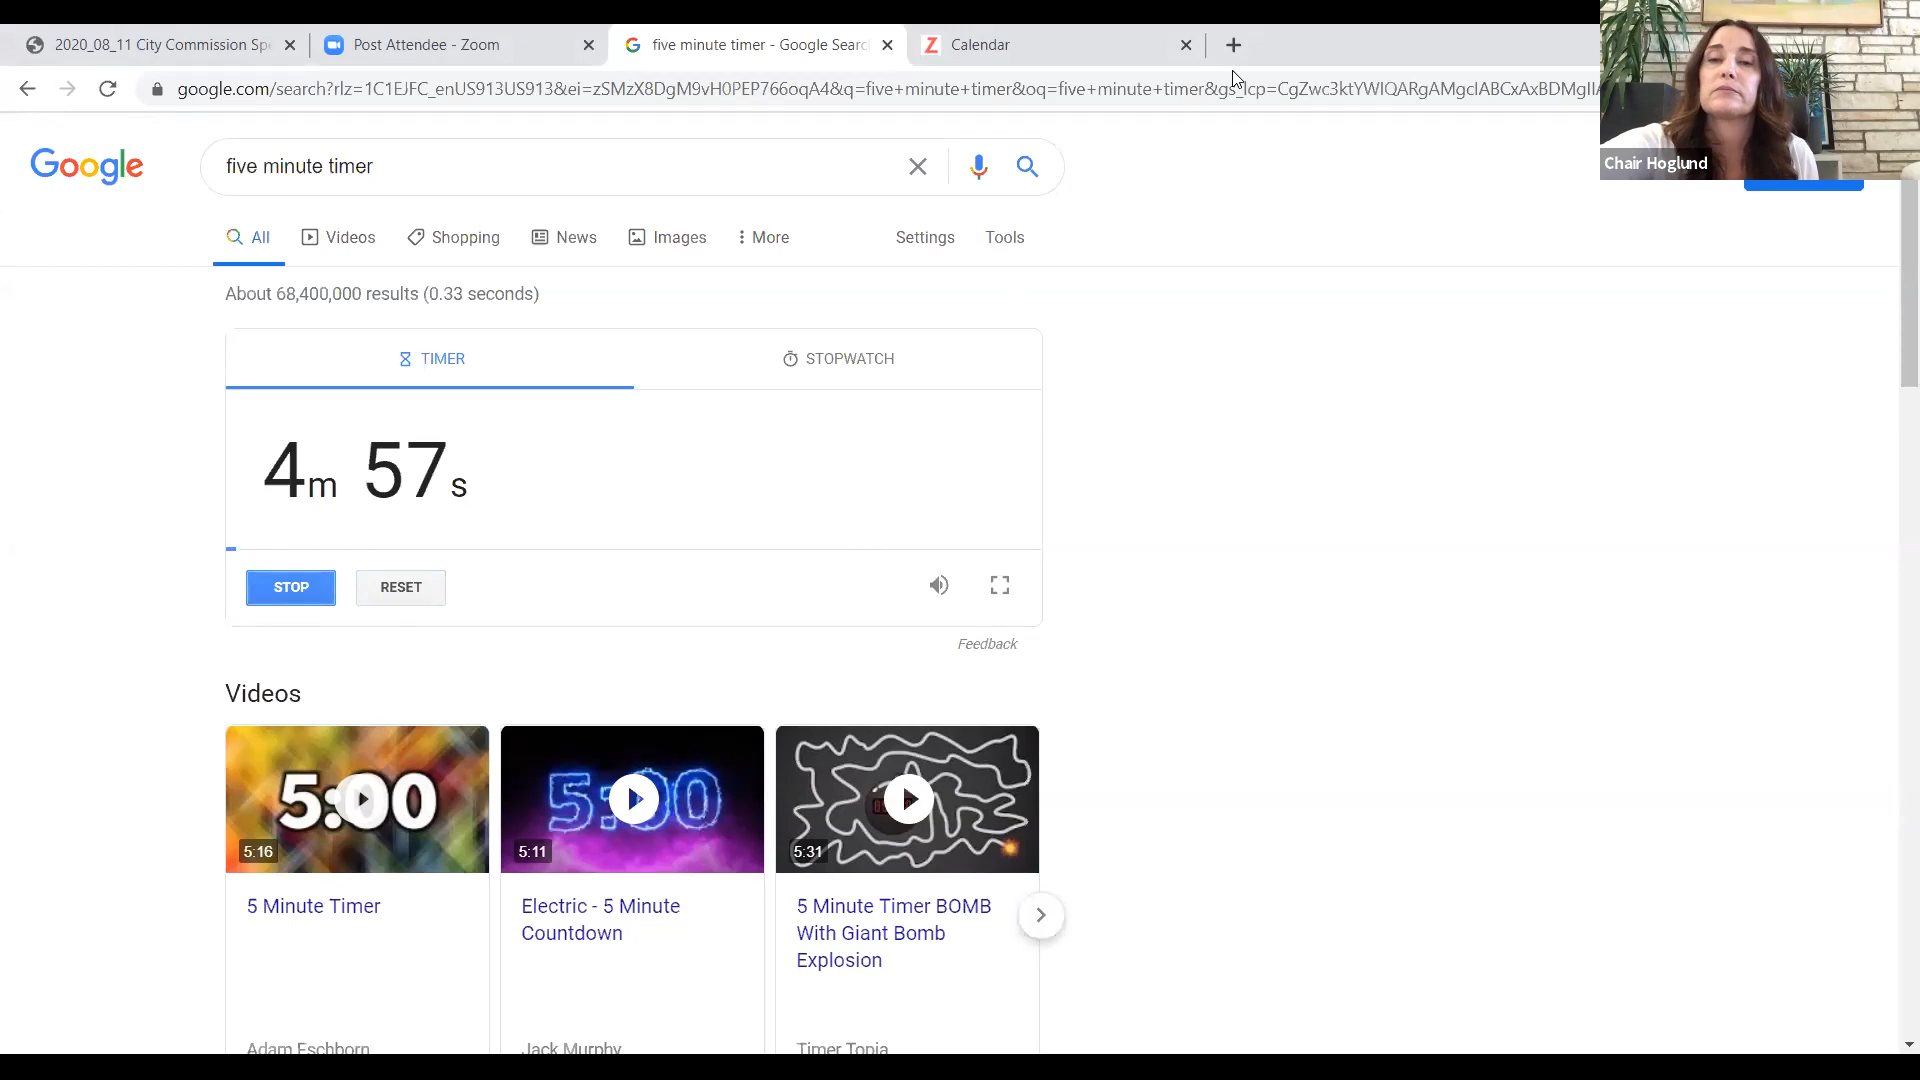 2020_08_11 City Commission Spe
Post Attendee - Zoom
five minute timer - Google Searc
Z Calendar
google.com/search?rlz=1C1EJFC_enUS913US913&ei=zSMzX8DgM9vH0PEP766oqA4&q=five+minute+timer&oq=five+minute+timer&gs_lcp=CgZwc3ktYWIQARgAMgcIABCxAxBDMgIIA
Chair Hoglund
Google
five minute timer
All
Videos
Shopping
News
Images
More
Settings
Tools
About 68,400,000 results (0.33 seconds)
TIMER
STOPWATCH
4m 57s
STOP
RESET
Feedback
Videos
5:00
5:16
5:00
5:11
5:31
5 Minute Timer
Electric - 5 Minute
Countdown
5 Minute Timer BOMB
With Giant Bomb
Explosion
Adam Eschborn
Jack Murphy
Timer Topia